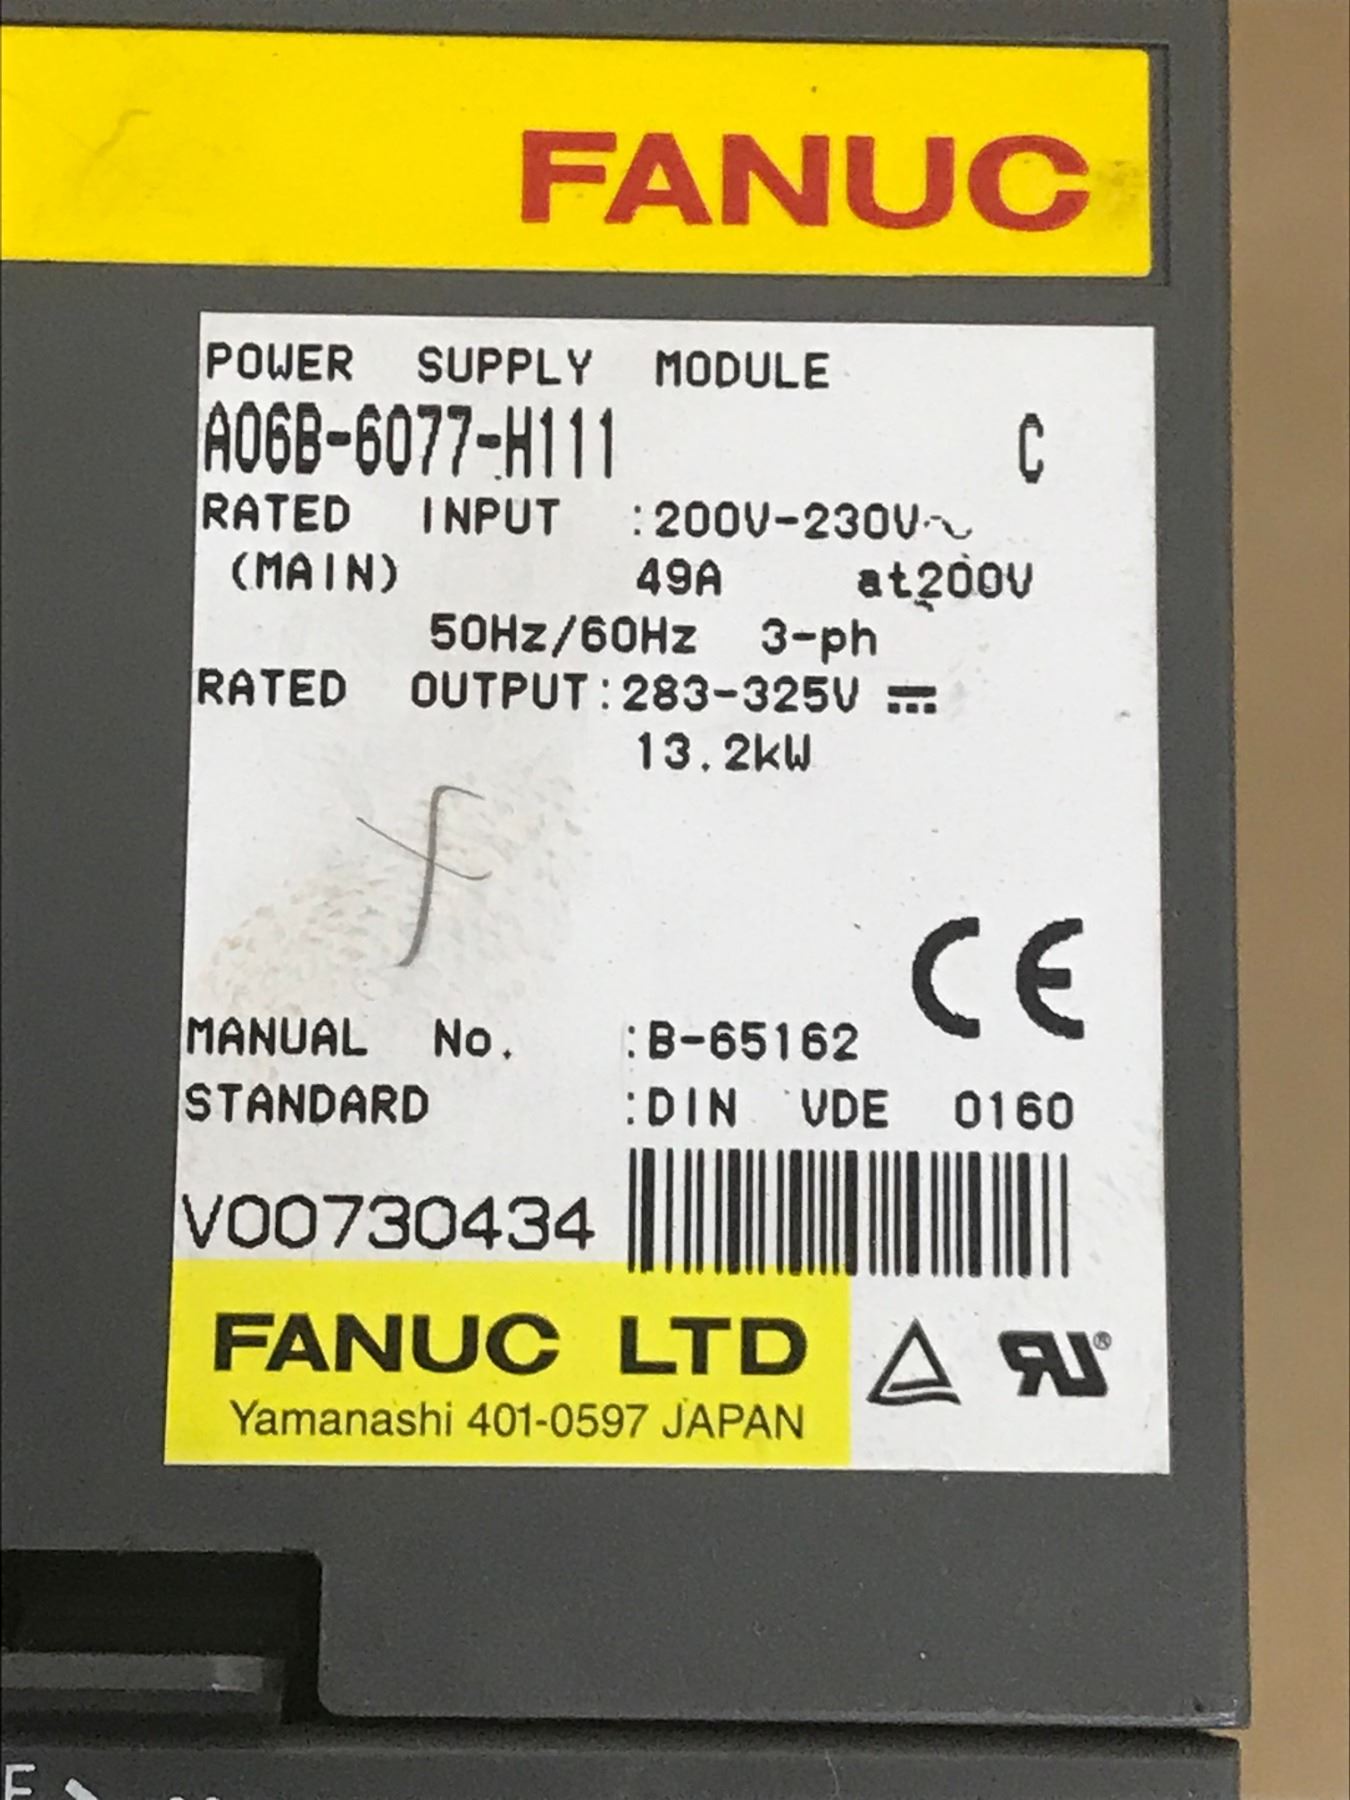 FANUC
POWER SUPPLY MODULE
A06B-6077-H111 C
RATED INPUT :200V-230V~
(MAIN) 49A at200V
50Hz/60Hz 3-ph
RATED OUTPUT:283-325V ⎓
13.2kW
CE
MANUAL No. :B-65162
STANDARD :DIN VDE 0160
V00730434
FANUC LTD
Yamanashi 401-0597 JAPAN